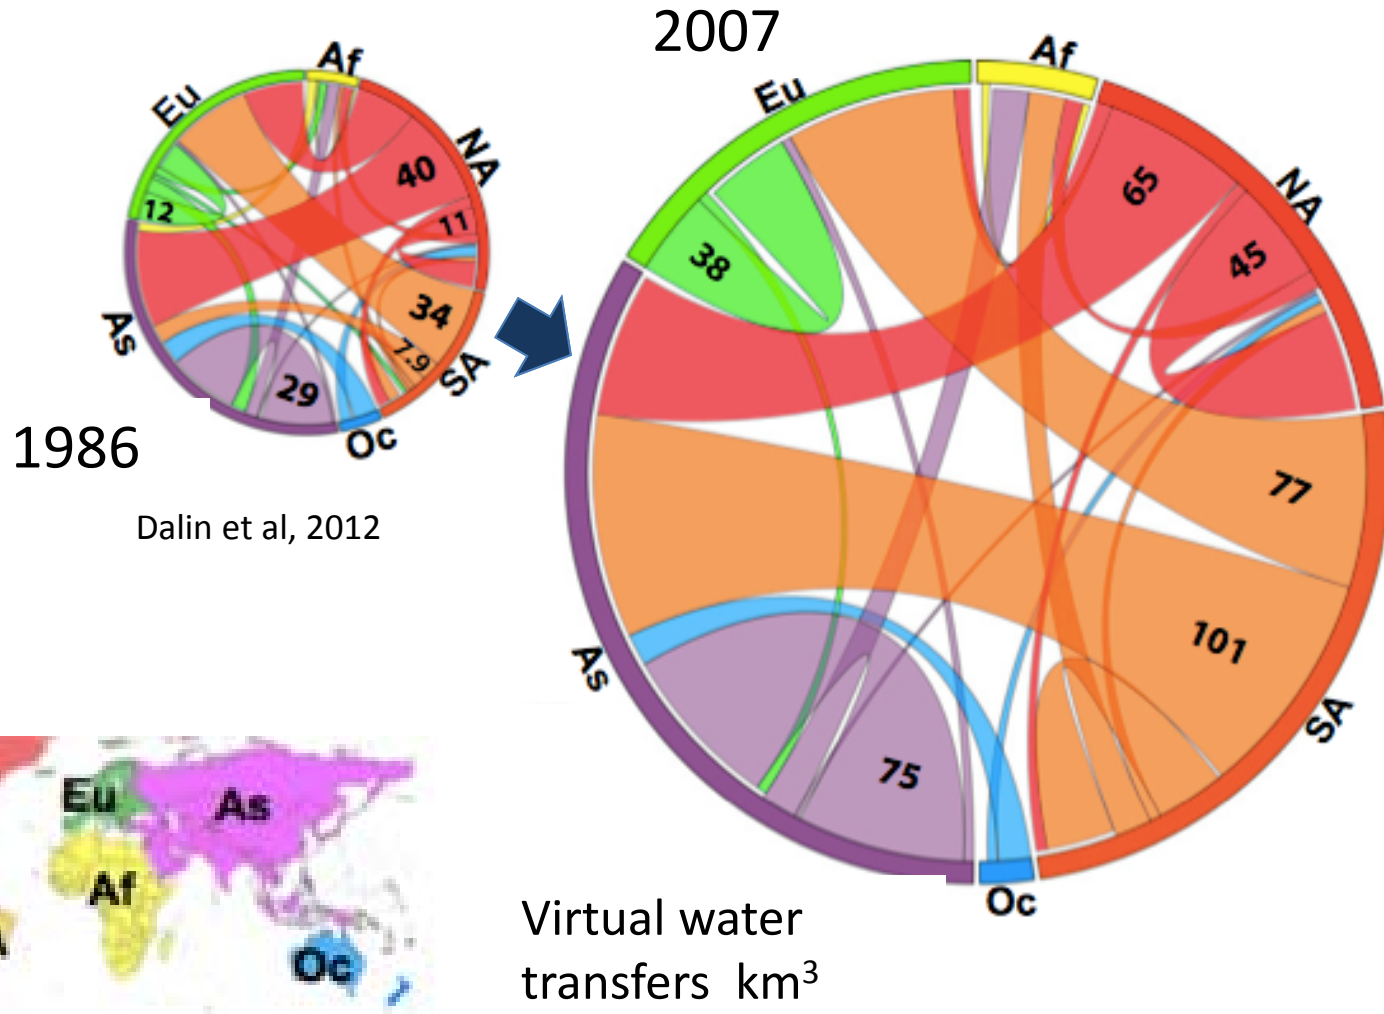 2007
Af
Eu
NA
40
11
12
34
7.9
SA
29
As
Oc
1986
Dalin et al, 2012
Af
Eu
NA
65
45
38
77
101
SA
75
As
Oc
Eu
As
Af
Oc
Virtual water
transfers km³